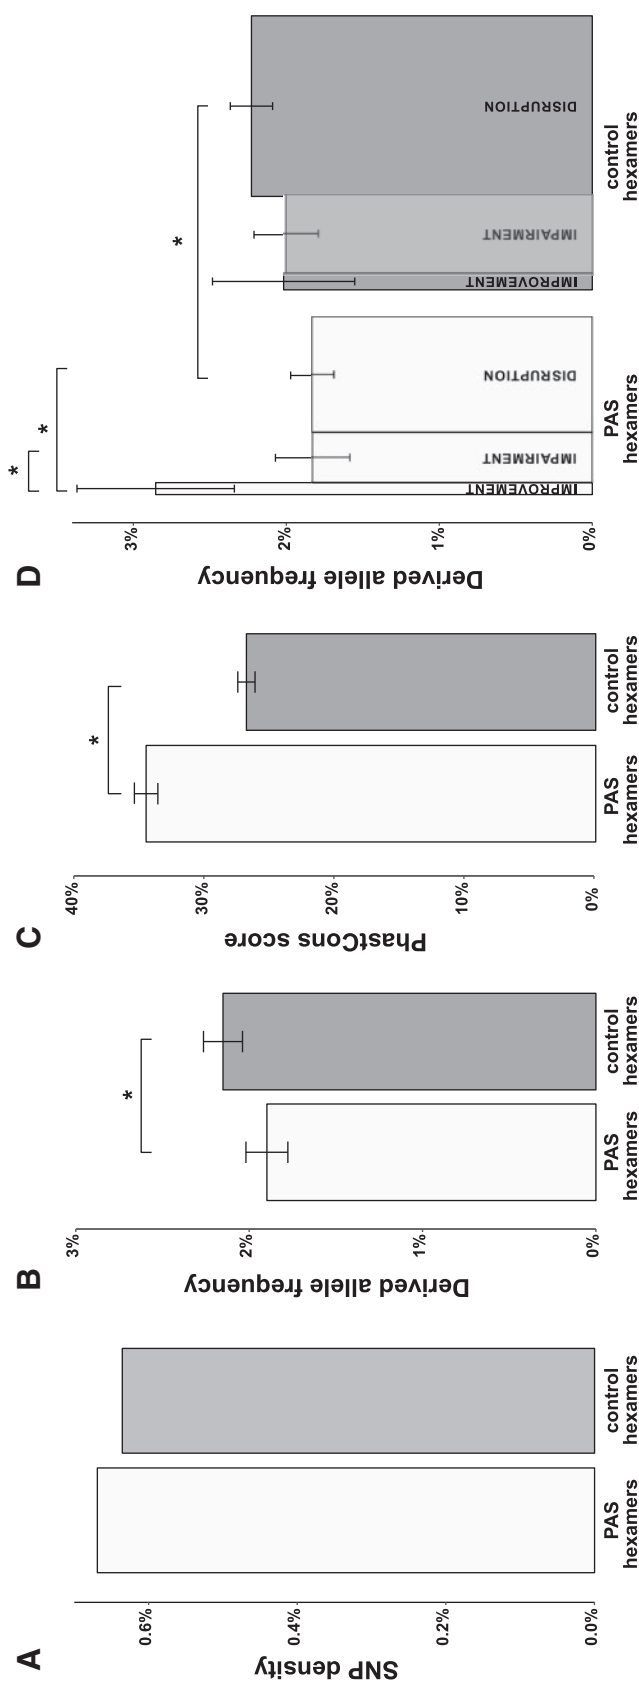 A
SNP density
0.6%
0.4%
0.2%
0.0%
PAS
hexamers
control
hexamers
B
Derived allele frequency
3%
2%
1%
0%
*
PAS
hexamers
control
hexamers
C
PhastCons score
40%
30%
20%
10%
0%
*
PAS
hexamers
control
hexamers
D
Derived allele frequency
3%
2%
1%
0%
*
*
*
IMPROVEMENT
IMPAIRMENT
DISRUPTION
IMPROVEMENT
IMPAIRMENT
DISRUPTION
PAS
hexamers
control
hexamers